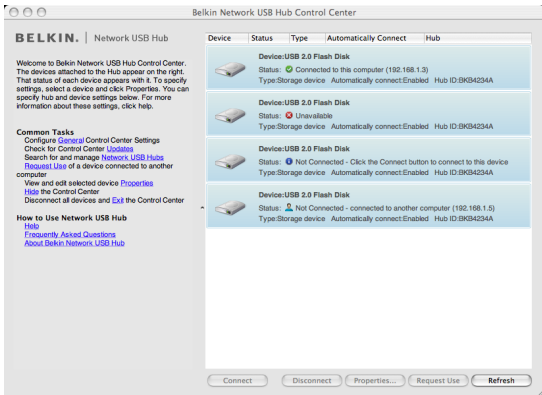 Belkin Network USB Hub Control Center
BELKIN. | Network USB Hub
Welcome to Belkin Network USB Hub Control Center.
The devices attached to the Hub appear on the right.
That status of each device appears with it. To specify
settings, select a device and click Properties. You can
specify hub and device settings below. For more
information about these settings, click help.
Common Tasks
Configure General Control Center Settings
Check for Control Center Updates
Search for and manage Network USB Hubs
Request Use of a device connected to another
computer
View and edit selected device Properties
Hide the Control Center
Disconnect all devices and Exit the Control Center
How to Use Network USB Hub
Help
Frequently Asked Questions
About Belkin Network USB Hub
Device Status Type Automatically Connect Hub
Device:USB 2.0 Flash Disk
Status: Connected to this computer (192.168.1.3)
Type:Storage device Automatically connect:Enabled Hub ID:BKB4234A
Device:USB 2.0 Flash Disk
Status: Unavailable
Type:Storage device Automatically connect:Enabled Hub ID:BKB4234A
Device:USB 2.0 Flash Disk
Status: Not Connected - Click the Connect button to connect to this device
Type:Storage device Automatically connect:Enabled Hub ID:BKB4234A
Device:USB 2.0 Flash Disk
Status: Not Connected - connected to another computer (192.168.1.5)
Type:Storage device Automatically connect:Enabled Hub ID:BKB4234A
Connect Disconnect Properties... Request Use Refresh